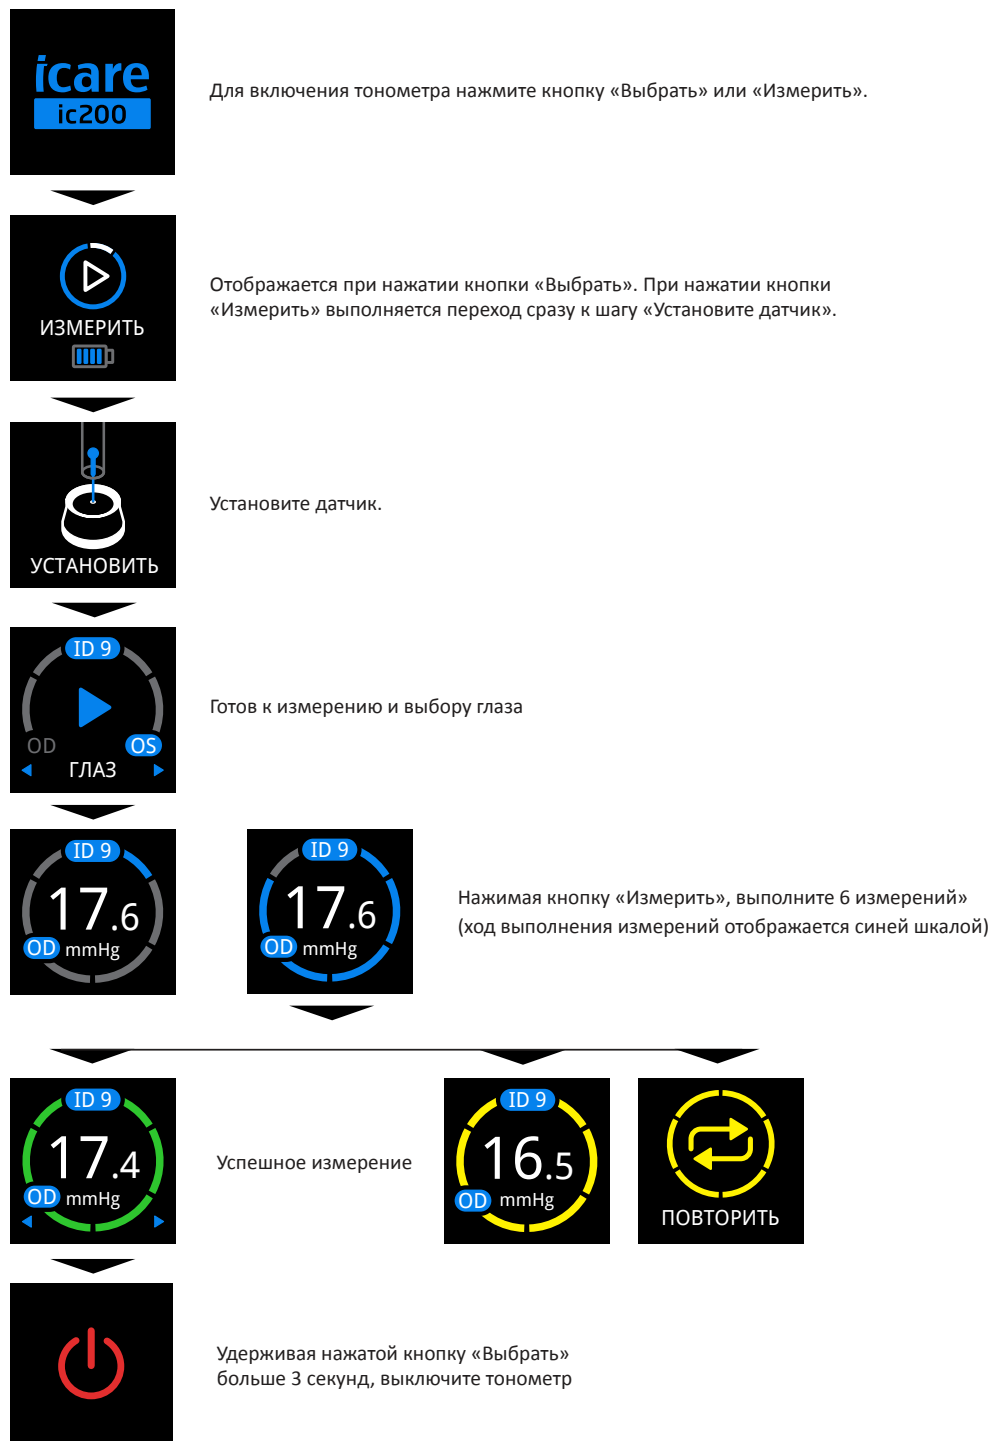 icare
ic200
Для включения тонометра нажмите кнопку «Выбрать» или «Измерить».
ИЗМЕРИТЬ
Отображается при нажатии кнопки «Выбрать». При нажатии кнопки
«Измерить» выполняется переход сразу к шагу «Установите датчик».
УСТАНОВИТЬ
Установите датчик.
ID 9
OD
OS
ГЛАЗ
Готов к измерению и выбору глаза
ID 9
17.6
OD mmHg
ID 9
17.6
OD mmHg
Нажимая кнопку «Измерить», выполните 6 измерений»
(ход выполнения измерений отображается синей шкалой)
ID 9
17.4
OD mmHg
Успешное измерение
ID 9
16.5
OD mmHg
ПОВТОРИТЬ
Удерживая нажатой кнопку «Выбрать»
больше 3 секунд, выключите тонометр